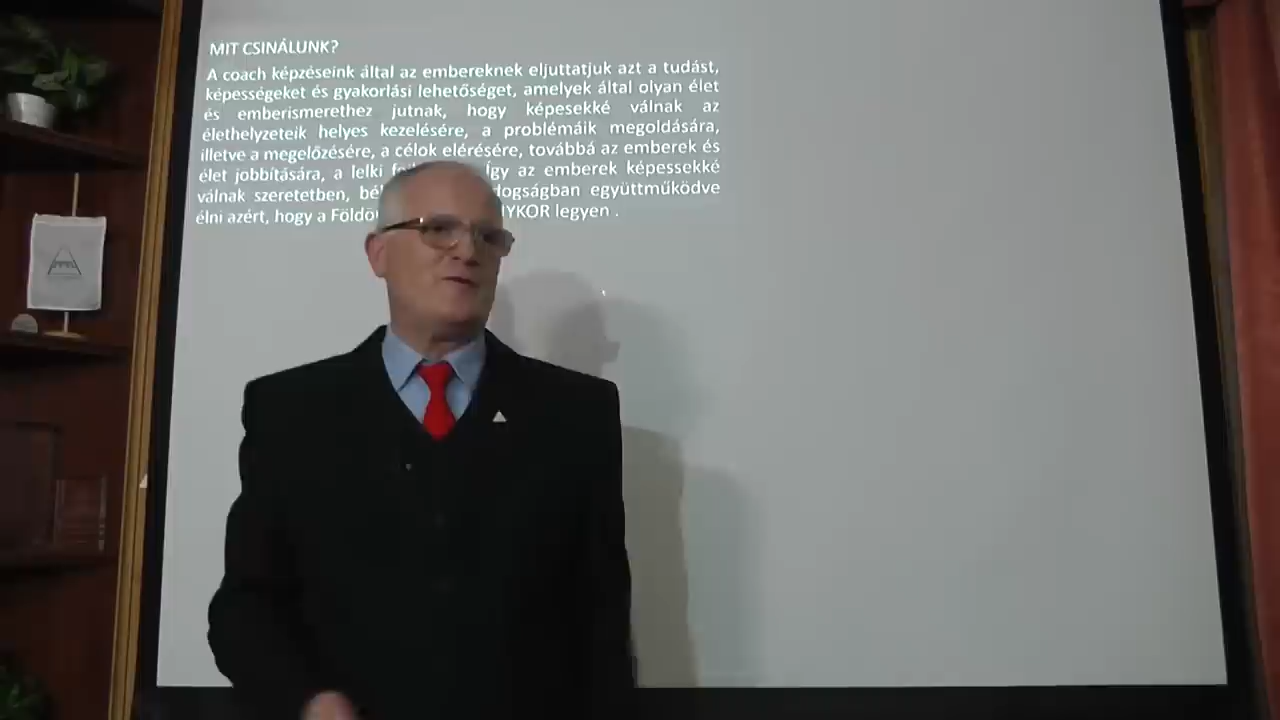 MIT CSINÁLUNK?
A coach képzéseink által az embereknek eljuttatjuk azt a tudást,
képességeket és gyakorlási lehetőséget, amelyek által olyan élet
és emberismerethez jutnak, hogy képesekké válnak az
élethelyzeteik helyes kezelésére, a problémáik megoldására,
illetve a megelőzésére, a célok elérésére, továbbá az emberek és
élet jobbítására, a lelki Így az emberek képessekké
válnak szeretetben, együttműködve
élni azért, hogy a legyen .